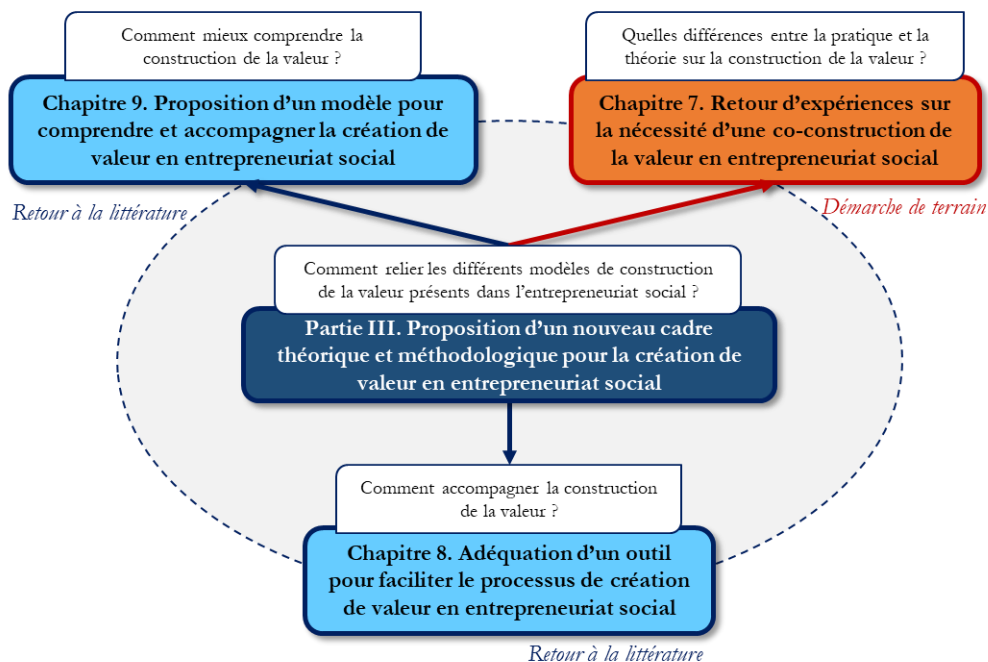 Comment mieux comprendre la
construction de la valeur ?
Chapitre 9. Proposition d'un modèle pour
comprendre et accompagner la création de
valeur en entrepreneuriat social
Retour à la littérature
Quelles différences entre la pratique et la
théorie sur la construction de la valeur ?
Chapitre 7. Retour d'expériences sur
la nécessité d'une co-construction de
la valeur en entrepreneuriat social
Démarche de terrain
Comment relier les différents modèles de construction
de la valeur présents dans l'entrepreneuriat social ?
Partie III. Proposition d'un nouveau cadre
théorique et méthodologique pour la création de
valeur en entrepreneuriat social
Comment accompagner la construction
de la valeur ?
Chapitre 8. Adéquation d'un outil
pour faciliter le processus de création
de valeur en entrepreneuriat social
Retour à la littérature